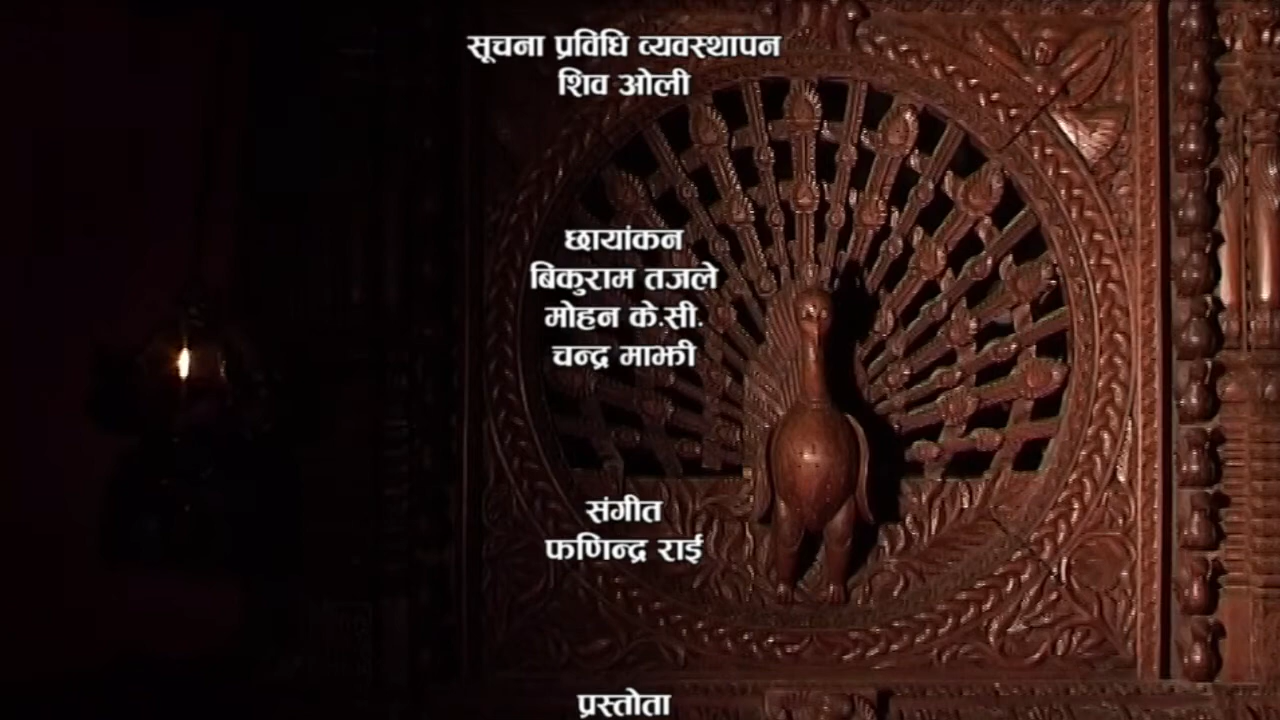 सूचना प्रविधि व्यवस्थापन
शिव ओली
छायांकन
बिकुराम तजले
मोहन के.सी.
चन्द्र माझी
संगीत
फणिन्द्र राई
प्रस्तोता